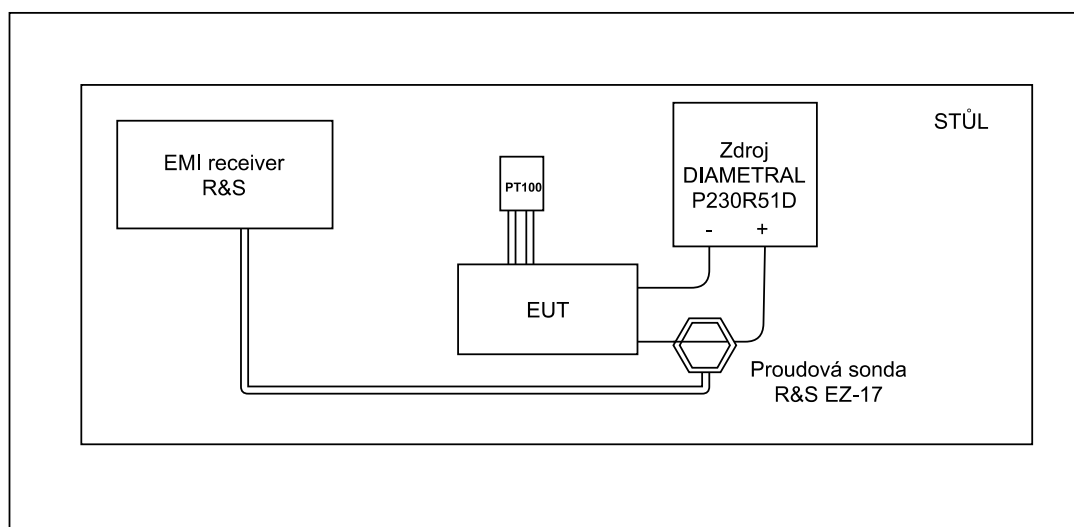 STŮL
EMI receiver
R&S
PT100
Zdroj
DIAMETRAL
P230R51D
- +
EUT
Proudová sonda
R&S EZ-17